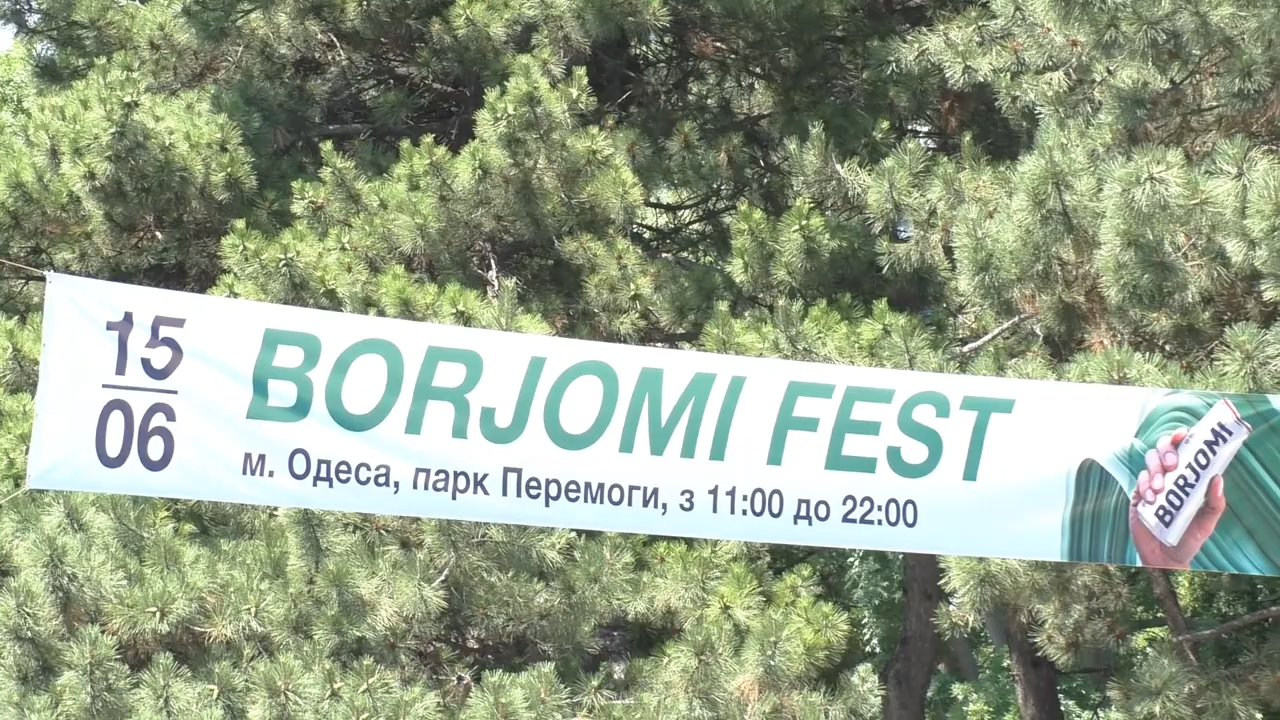 15
06
BORJOMI FEST
м. Одеса, парк Перемоги, з 11:00 до 22:00
BORJOMI